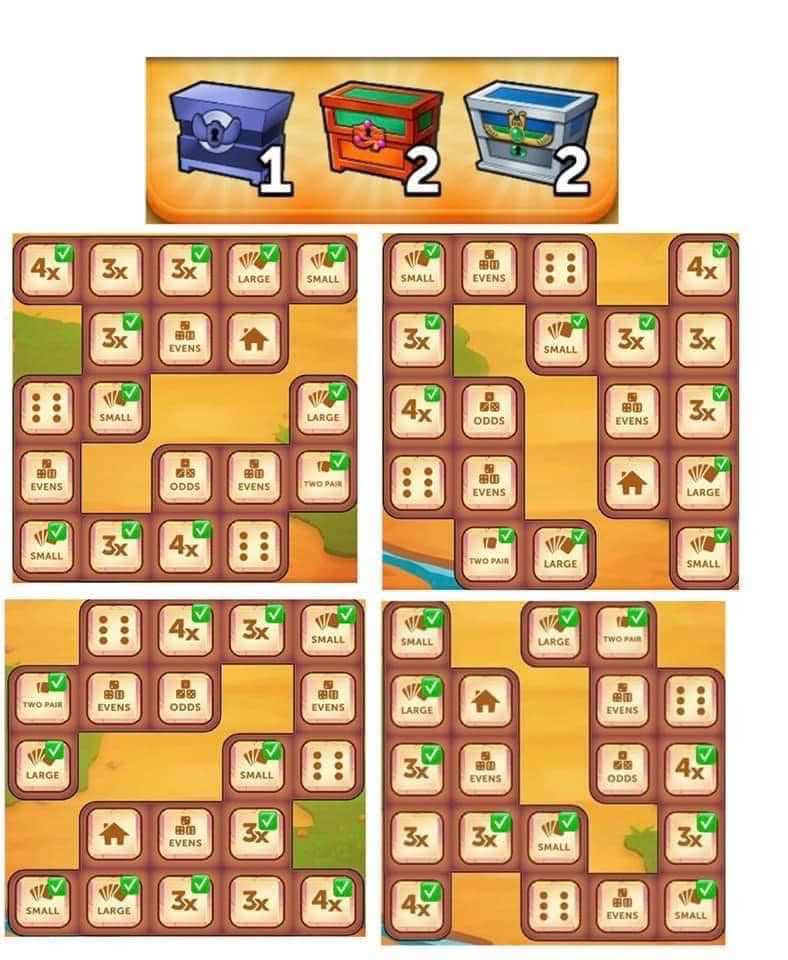 1 2 2
4x 3x 3x LARGE SMALL
3x EVENS
SMALL LARGE
EVENS ODDS EVENS TWO PAIR
SMALL 3x 4x
SMALL EVENS 4x
3x SMALL 3x 3x
4x ODDS EVENS 3x
EVENS LARGE
TWO PAIR LARGE SMALL
4x 3x SMALL
TWO PAIR EVENS ODDS EVENS
LARGE SMALL
EVENS 3x
SMALL LARGE 3x 3x 4x
SMALL LARGE TWO PAIR
LARGE EVENS
3x EVENS ODDS 4x
3x 3x SMALL 3x
4x EVENS SMALL